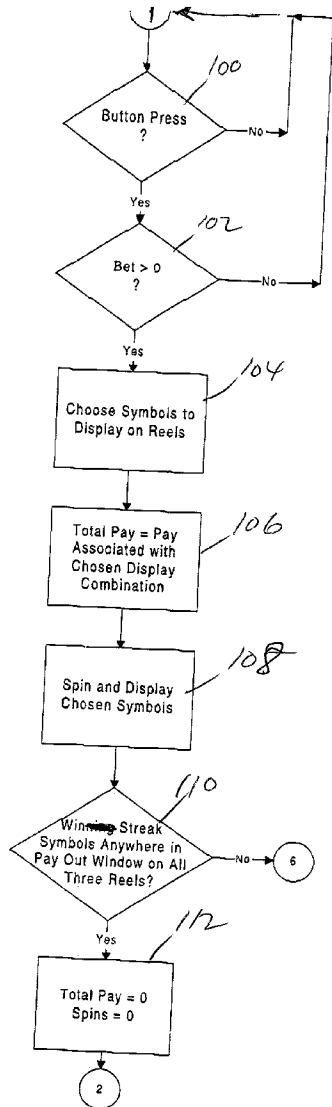 1
100
Button Press
?
No
Yes
102
Bet > 0
?
No
Yes
104
Choose Symbols to
Display on Reels
106
Total Pay = Pay
Associated with
Chosen Display
Combination
108
Spin and Display
Chosen Symbols
110
Win Streak
Symbols Anywhere in
Pay Out Window on All
Three Reels?
No
6
Yes
112
Total Pay = 0
Spins = 0
2